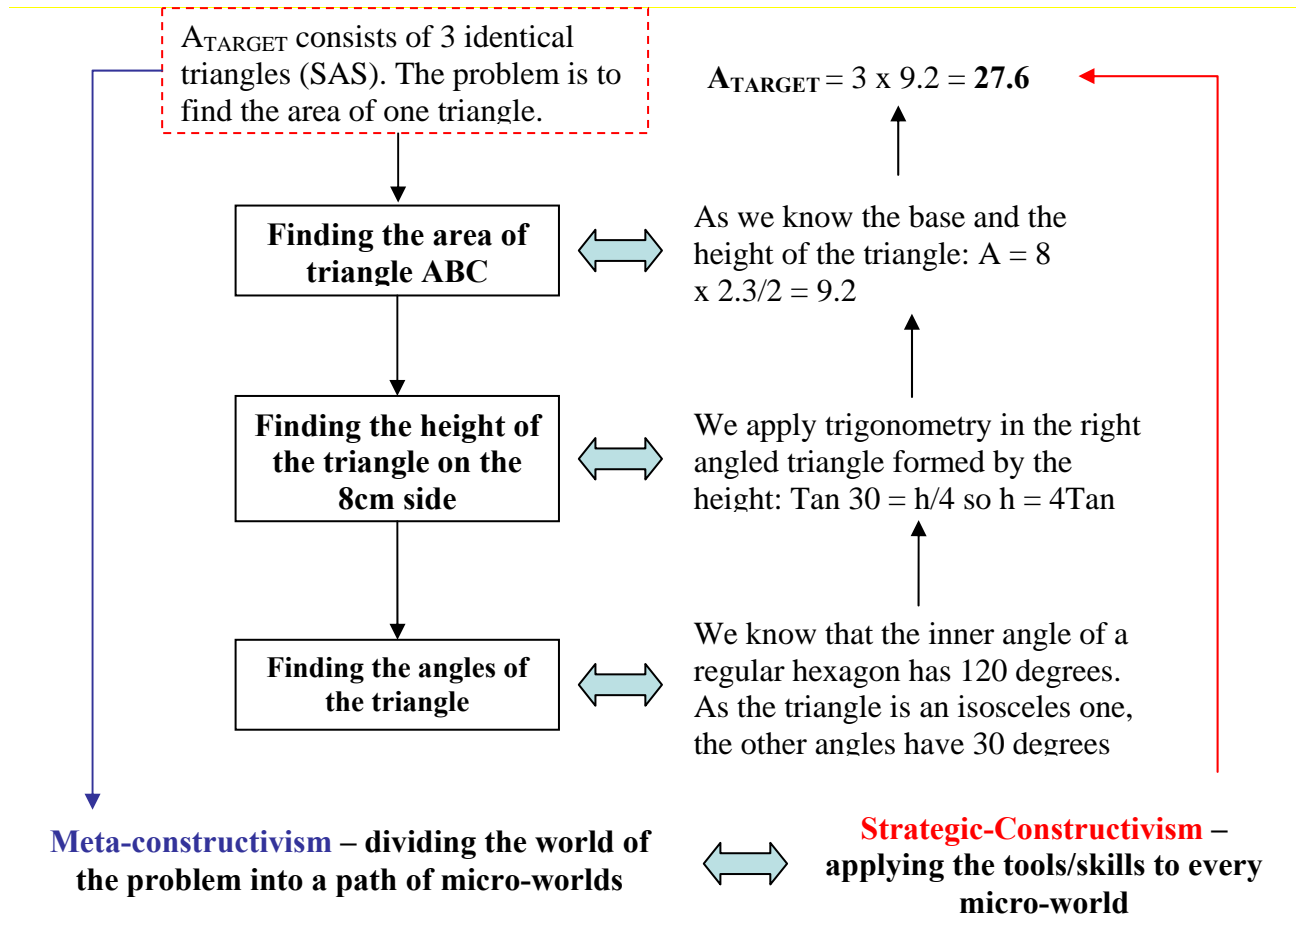 A_TARGET consists of 3 identical
triangles (SAS). The problem is to
find the area of one triangle.
A_TARGET = 3 x 9.2 = 27.6
Finding the area of
triangle ABC
As we know the base and the
height of the triangle: A = 8
x 2.3/2 = 9.2
Finding the height of
the triangle on the
8cm side
We apply trigonometry in the right
angled triangle formed by the
height: Tan 30 = h/4 so h = 4Tan
Finding the angles of
the triangle
We know that the inner angle of a
regular hexagon has 120 degrees.
As the triangle is an isosceles one,
the other angles have 30 degrees
Meta-constructivism – dividing the world of
the problem into a path of micro-worlds
Strategic-Constructivism –
applying the tools/skills to every
micro-world